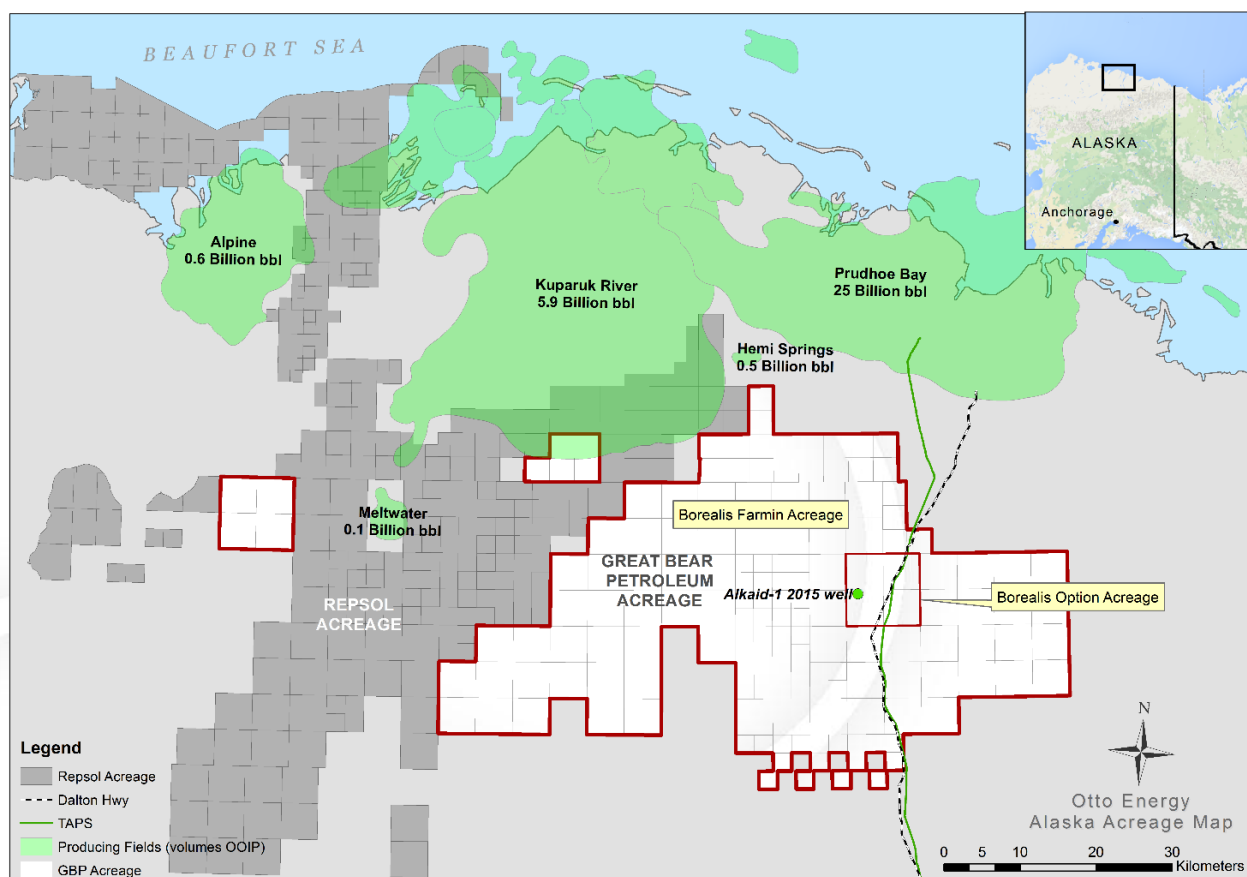 BEAUFORT SEA
ALASKA
Anchorage
Alpine
0.6 Billion bbl
Kuparuk River
5.9 Billion bbl
Prudhoe Bay
25 Billion bbl
Hemi Springs
0.5 Billion bbl
Meltwater
0.1 Billion bbl
Borealis Farmin Acreage
GREAT BEAR
PETROLEUM
ACREAGE
Alkaid-1 2015 well
Borealis Option Acreage
REPSOL
ACREAGE
Legend
Repsol Acreage
Dalton Hwy
TAPS
Producing Fields (volumes OOIP)
GBP Acreage
N
Otto Energy
Alaska Acreage Map
0 5 10 20 30
Kilometers